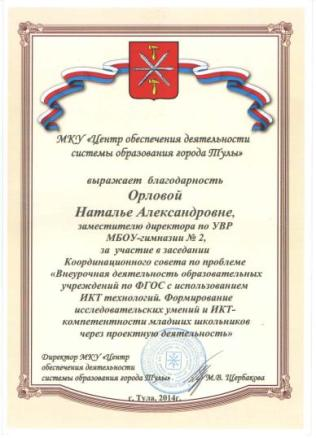 МКУ «Центр обеспечения деятельности
системы образования города Тулы»
выражает благодарность
Орловой
Наталье Александровне,
заместителю директора по УВР
МБОУ-гимназии № 2,
за участие в заседании
Координационного совета по проблеме
«Внеурочная деятельность образовательных
учреждений по ФГОС с использованием
ИКТ технологий. Формирование
исследовательских умений и ИКТ-
компетентности младших школьников
через проектную деятельность»
Директор МКУ «Центр
обеспечения деятельности
системы образования города Тулы»
М.В. Щербакова
г. Тула, 2014г.